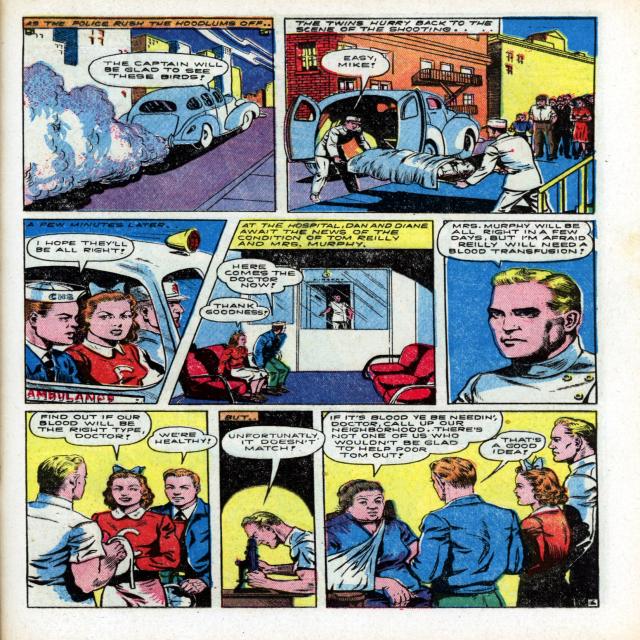 AS THE POLICE RUSH THE HOODLUMS OFF..
THE CAPTAIN WILL
BE GLAD TO SEE
THESE BIRDS!
THE TWINS HURRY BACK TO THE
SCENE OF THE SHOOTING. . . .
EASY,
MIKE!
A FEW MINUTES LATER.
I HOPE THEY'LL
BE ALL RIGHT!
AMBULANCE
AT THE HOSPITAL, DAN AND DIANE
AWAIT THE NEWS OF THE
CONDITION OF TOM REILLY
AND MRS. MURPHY.
HERE
COMES THE
DOCTOR
NOW!
THANK
GOODNESS!
MRS. MURPHY WILL BE
ALL RIGHT IN A FEW
DAYS, BUT I'M AFRAID
REILLY WILL NEED A
BLOOD TRANSFUSION!
FIND OUT IF OUR
BLOOD WILL BE
THE RIGHT TYPE,
DOCTOR!
WE'RE
HEALTHY!
BUT..
UNFORTUNATELY
IT DOESN'T
MATCH!
IF IT'S BLOOD YE BE NEEDIN',
DOCTOR, CALL UP OUR
NEIGHBORHOOD, THERE'S
NOT ONE OF US WHO
WOULDN'T BE GLAD
TO HELP POOR
TOM OUT!
THAT'S
A GOOD
IDEA!